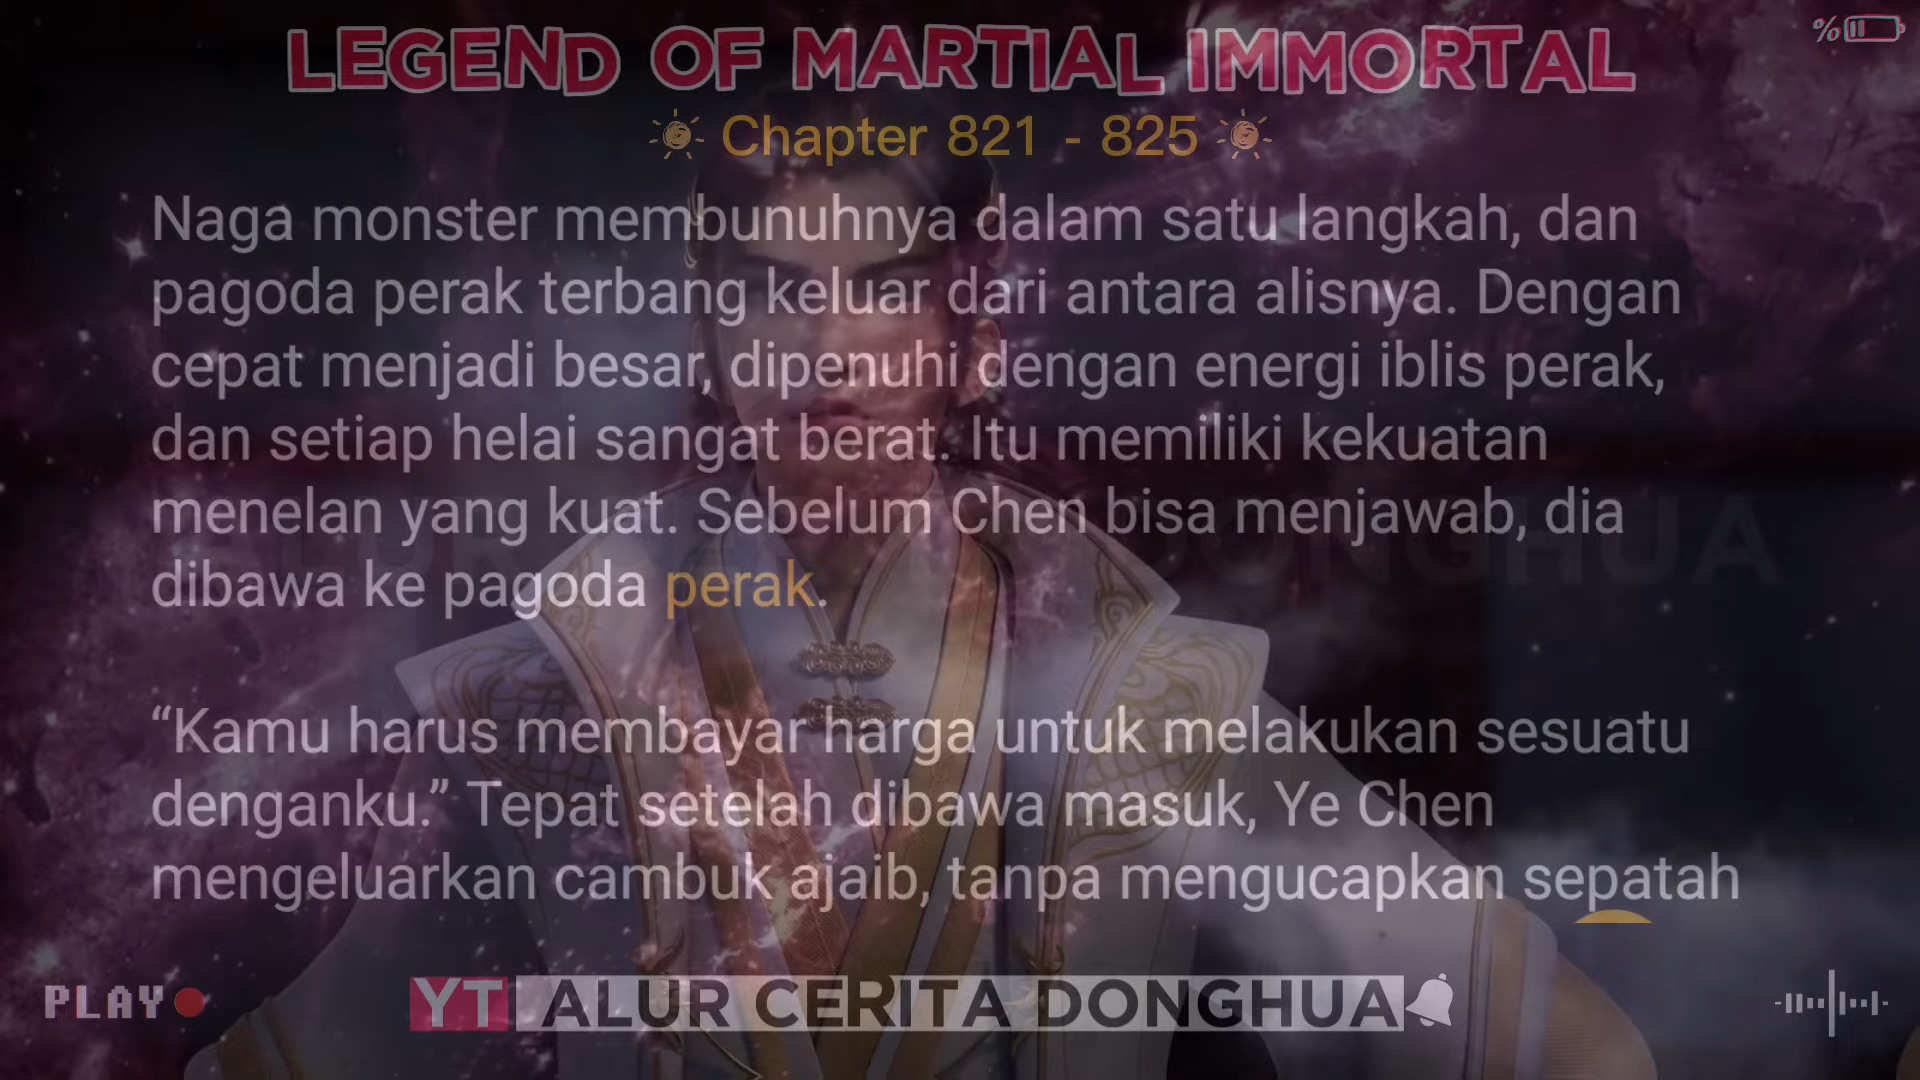 LEGEND OF MARTIAL IMMORTAL
%
Chapter 821 - 825
Naga monster membunuhnya dalam satu langkah, dan
pagoda perak terbang keluar dari antara alisnya. Dengan
cepat menjadi besar, dipenuhi dengan energi iblis perak,
dan setiap helai sangat berat. Itu memiliki kekuatan
menelan yang kuat. Sebelum Chen bisa menjawab, dia
dibawa ke pagoda perak.
“Kamu harus membayar harga untuk melakukan sesuatu
denganku.” Tepat setelah dibawa masuk, Ye Chen
mengeluarkan cambuk ajaib, tanpa mengucapkan sepatah
PLAY
YT ALUR CERITA DONGHUA